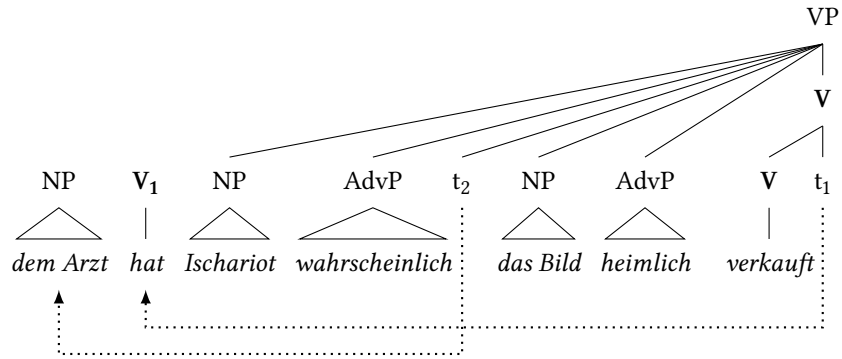 VP
V
NP V₁ NP AdvP t₂ NP AdvP V t₁
dem Arzt hat Ischariot wahrscheinlich das Bild heimlich verkauft